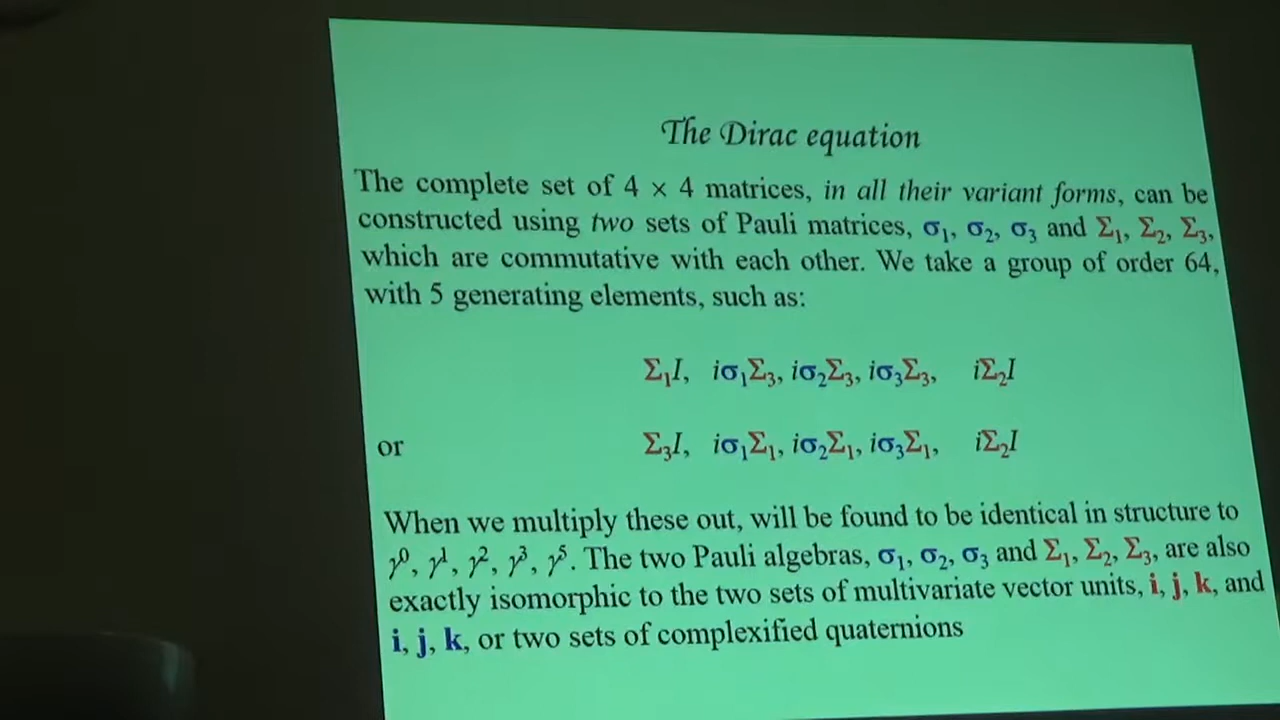 The Dirac equation
The complete set of 4 × 4 matrices, in all their variant forms, can be
constructed using two sets of Pauli matrices, σ₁, σ₂, σ₃ and Σ₁, Σ₂, Σ₃,
which are commutative with each other. We take a group of order 64,
with 5 generating elements, such as:
Σ₁I, iσ₁Σ₃, iσ₂Σ₃, iσ₃Σ₃, iΣ₂I
or Σ₃I, iσ₁Σ₁, iσ₂Σ₁, iσ₃Σ₁, iΣ₂I
When we multiply these out, will be found to be identical in structure to
γ⁰, γ¹, γ², γ³, γ⁵. The two Pauli algebras, σ₁, σ₂, σ₃ and Σ₁, Σ₂, Σ₃, are also
exactly isomorphic to the two sets of multivariate vector units, i, j, k, and
i, j, k, or two sets of complexified quaternions